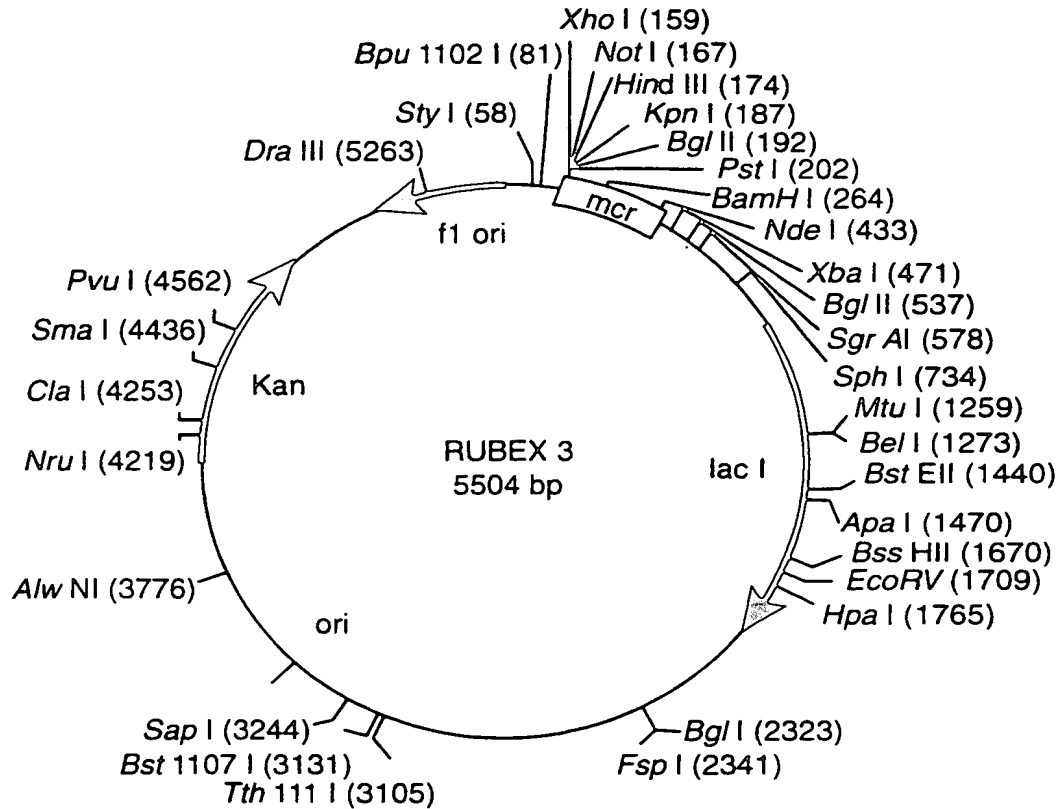 Xho I (159)
Bpu 1102 I (81)
Not I (167)
Hind III (174)
Sty I (58)
Kpn I (187)
Bgl II (192)
Dra III (5263)
Pst I (202)
BamH I (264)
mcr
Nde I (433)
f1 ori
Xba I (471)
Pvu I (4562)
Bgl II (537)
Sma I (4436)
Sgr AI (578)
Sph I (734)
Cla I (4253)
Kan
Mtu I (1259)
Bel I (1273)
Nru I (4219)
RUBEX 3
5504 bp
lac I
Bst EII (1440)
Apa I (1470)
Bss HII (1670)
Alw NI (3776)
EcoRV (1709)
Hpa I (1765)
ori
Sap I (3244)
Bgl I (2323)
Bst 1107 I (3131)
Fsp I (2341)
Tth 111 I (3105)